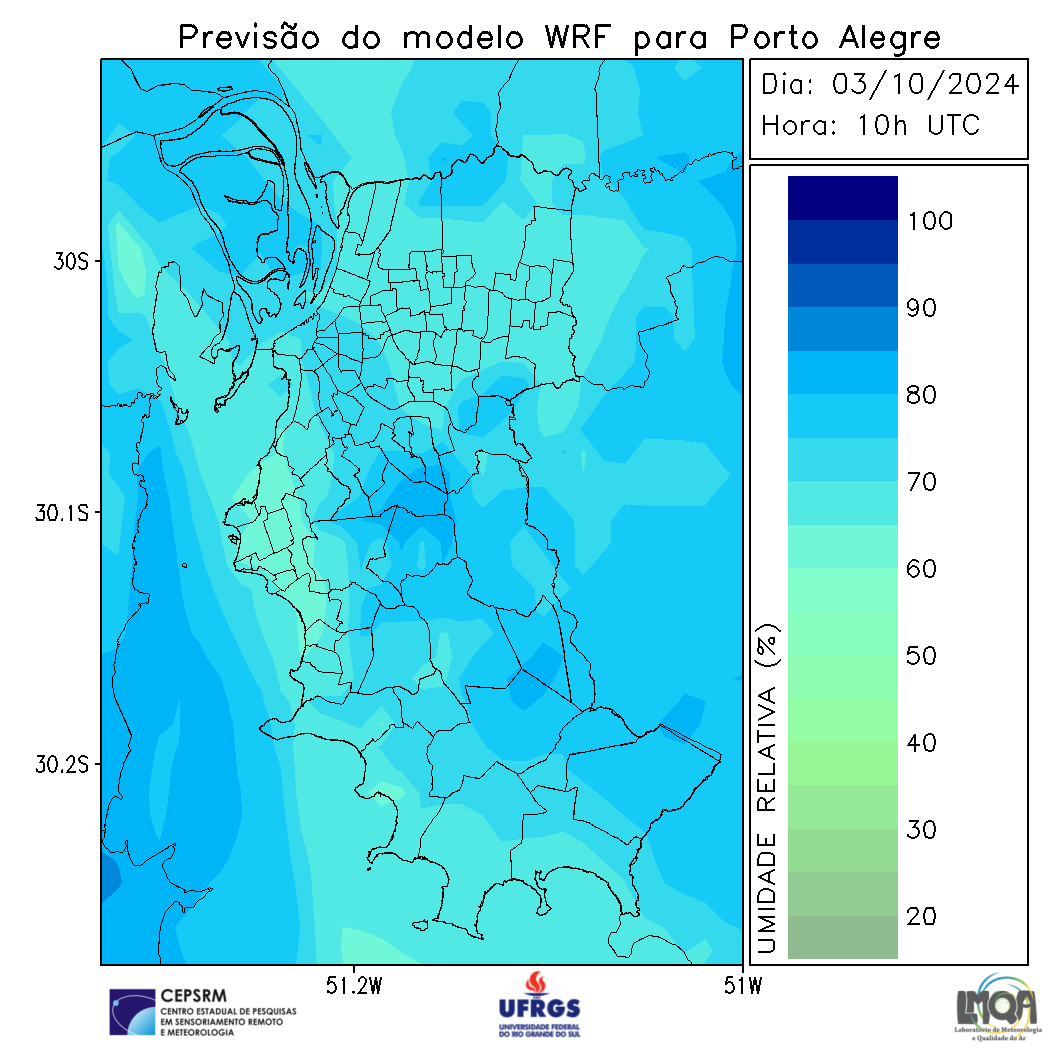 Previsão do modelo WRF para Porto Alegre
Dia: 03/10/2024
Hora: 10h UTC
30S
30.1S
30.2S
51.2W
51W
100
90
80
70
60
50
40
30
20
UMIDADE RELATIVA (%)
CEPSRM
CENTRO ESTADUAL DE PESQUISAS
EM SENSORIAMENTO REMOTO
E METEOROLOGIA
UFRGS
UNIVERSIDADE FEDERAL
DO RIO GRANDE DO SUL
LMQA
Laboratório de Meteorologia
e Qualidade do Ar